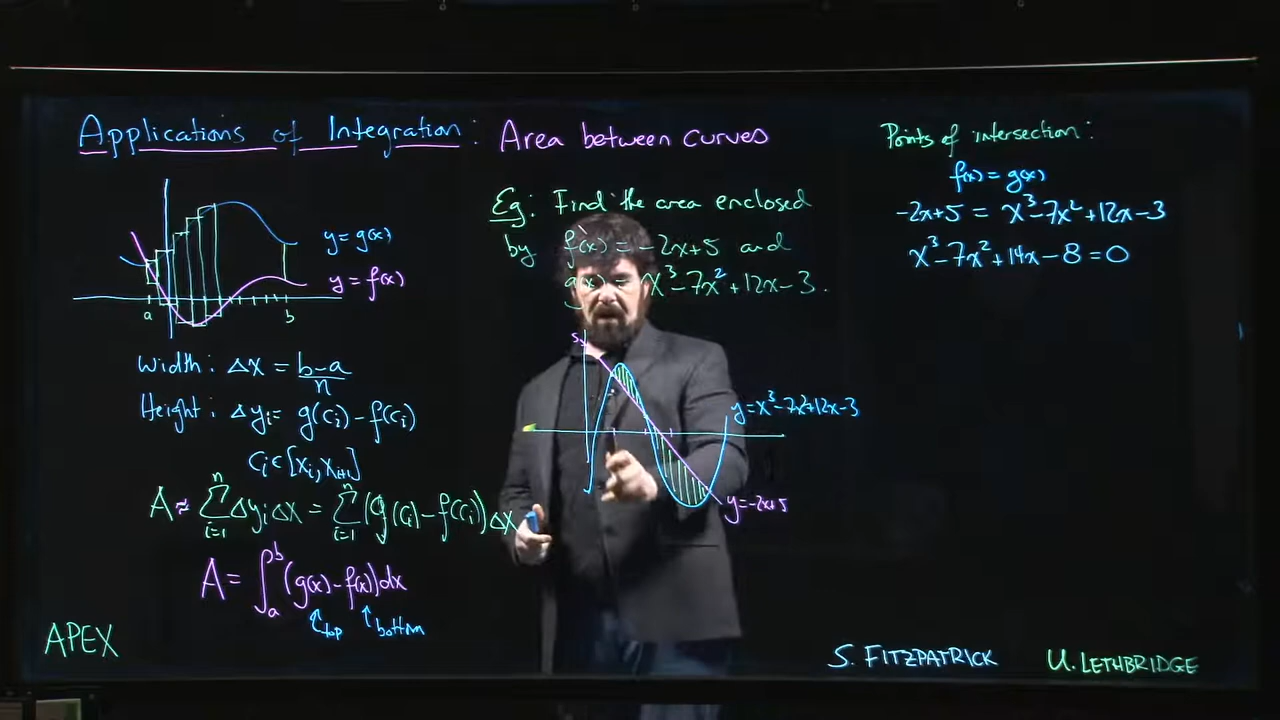 Applications of Integration: Area between curves
y = g(x)
y = f(x)
a
b
Width: Δx = b-a/n
Height: Δyi = g(ci) - f(ci)
ci ∈ [xi, xi+1]
A ≈ n∑i=1 Δyi Δx = n∑i=1 (g(ci) - f(ci)) Δx
A = ∫ab (g(x) - f(x)) dx
top
bottom
APEX
Eg: Find the area enclosed
by f(x) = -2x+5 and
g(x) = x³-7x²+12x-3.
5
y = x³-7x²+12x-3
y = -2x+5
Points of intersection:
f(x) = g(x)
-2x+5 = x³-7x²+12x-3
x³-7x²+14x-8=0
S. FITZPATRICK
U. LETHBRIDGE